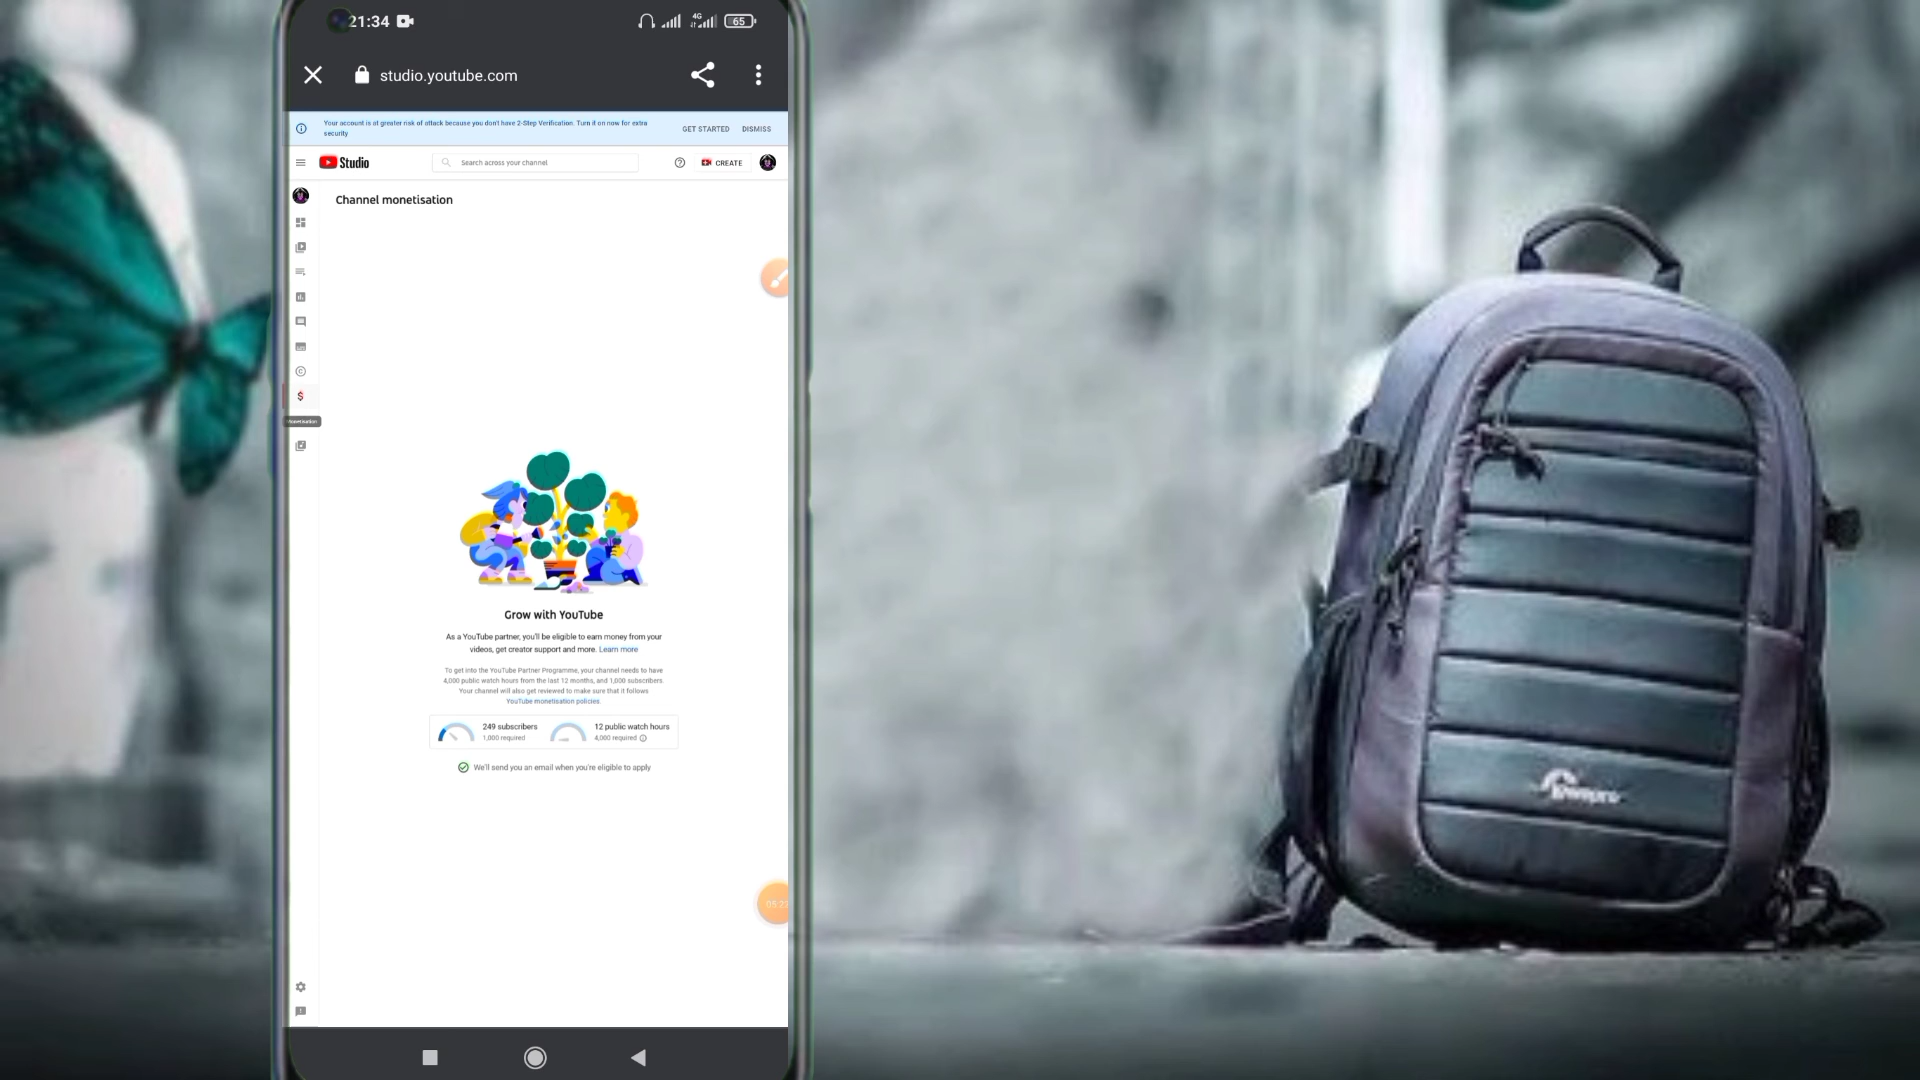 21:34
4G
65
studio.youtube.com
Your account is at greater risk of attack because you don't have 2-Step Verification. Turn it on now for extra
security
GET STARTED
DISMISS
Studio
Search across your channel
CREATE
Channel monetisation
Monetisation
Grow with YouTube
As a YouTube partner, you'll be eligible to earn money from your
videos, get creator support and more. Learn more
To get into the YouTube Partner Programme, your channel needs to have
4,000 public watch hours from the last 12 months, and 1,000 subscribers.
Your channel will also get reviewed to make sure that it follows
YouTube monetisation policies.
249 subscribers
1,000 required
12 public watch hours
4,000 required
We'll send you an email when you're eligible to apply
Lowepro